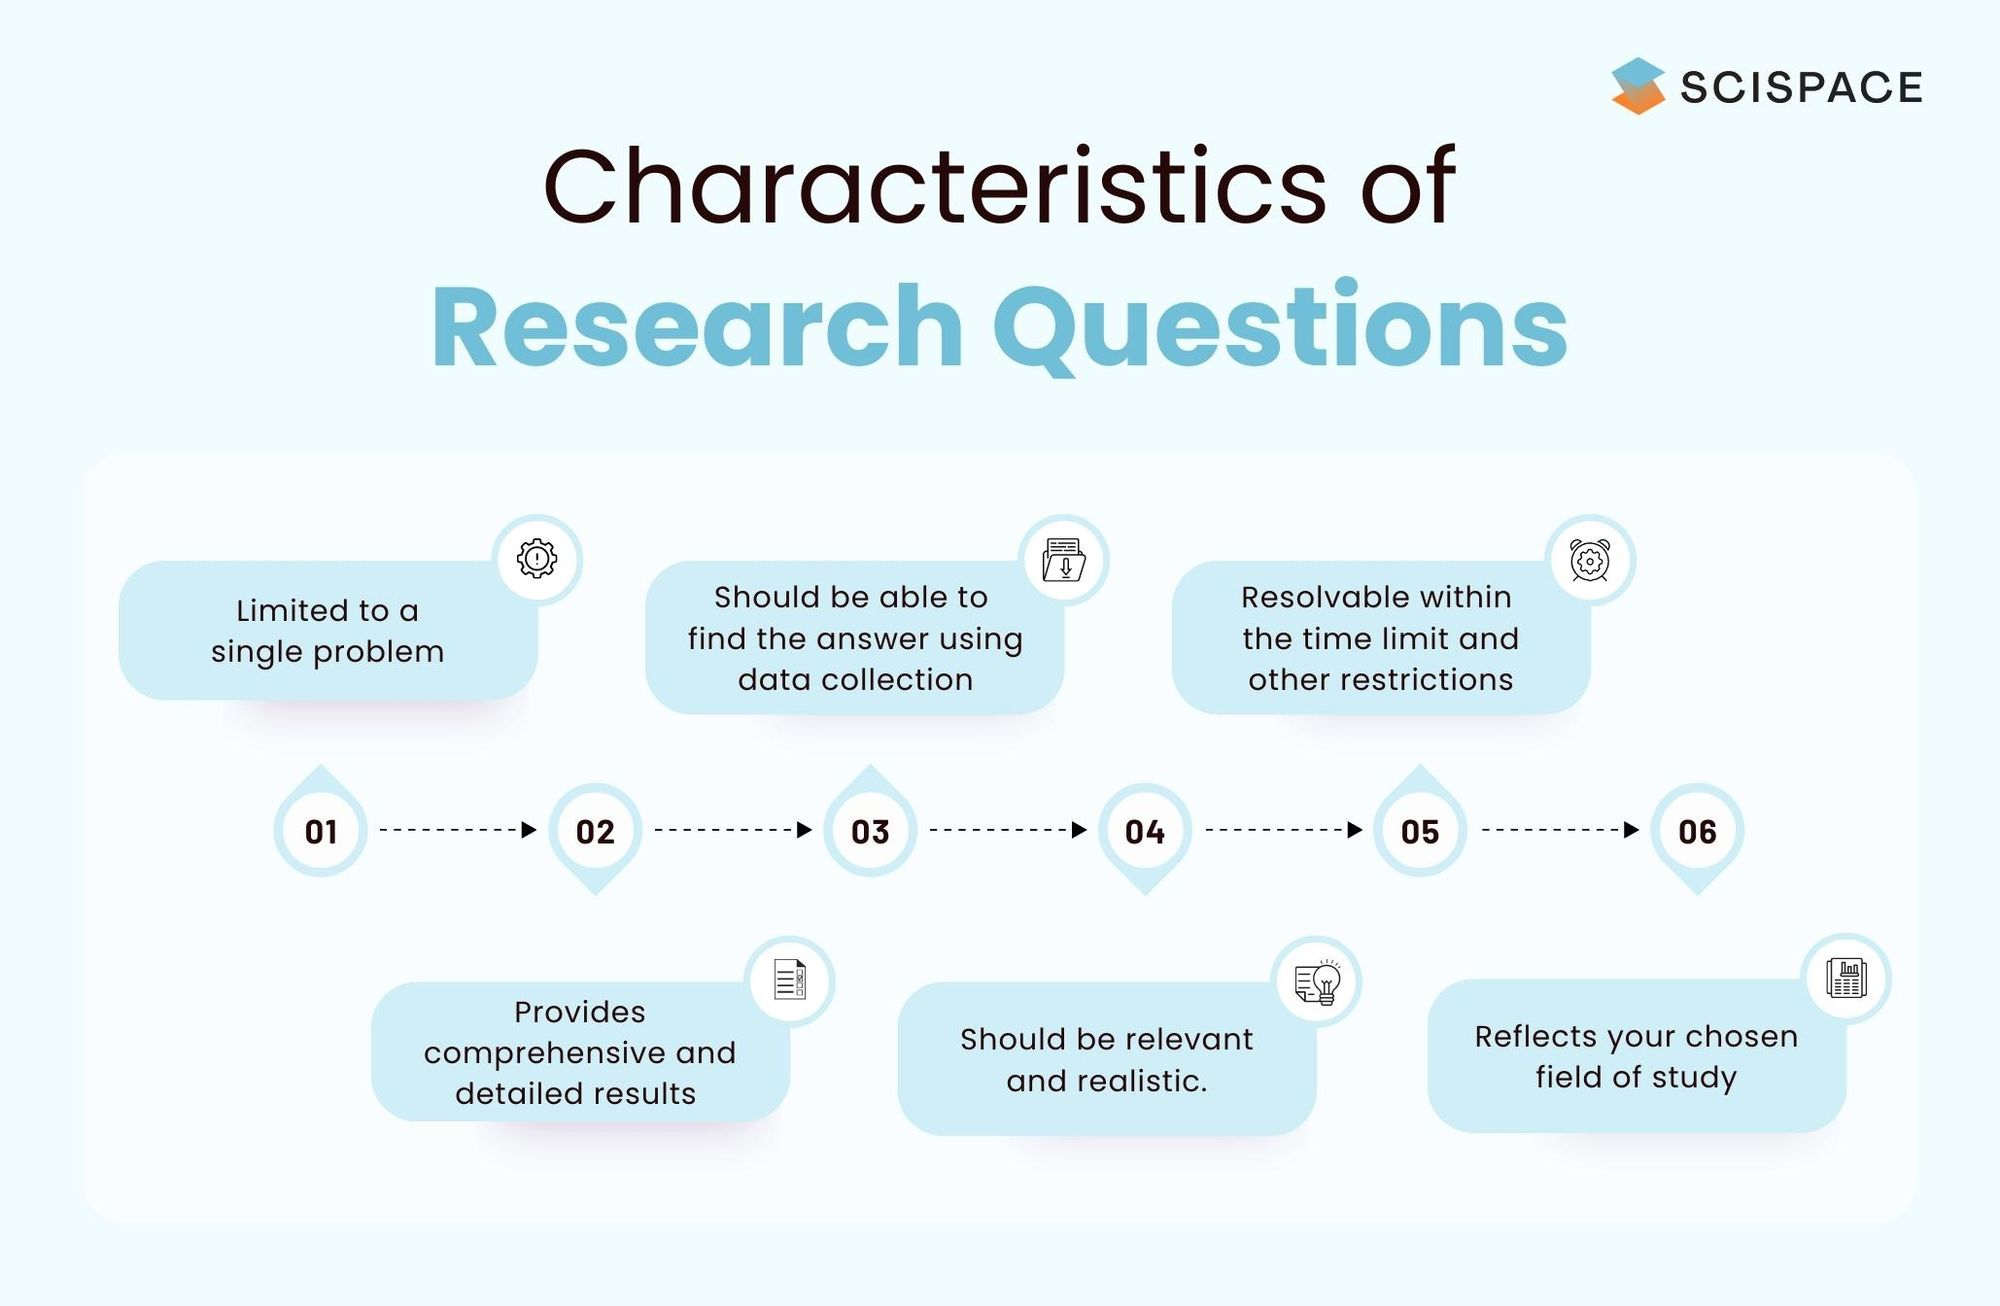 SCISPACE
Characteristics of
Research Questions
Limited to a
single problem
Should be able to
find the answer using
data collection
Resolvable within
the time limit and
other restrictions
01
02
03
04
05
06
Provides
comprehensive and
detailed results
Should be relevant
and realistic.
Reflects your chosen
field of study